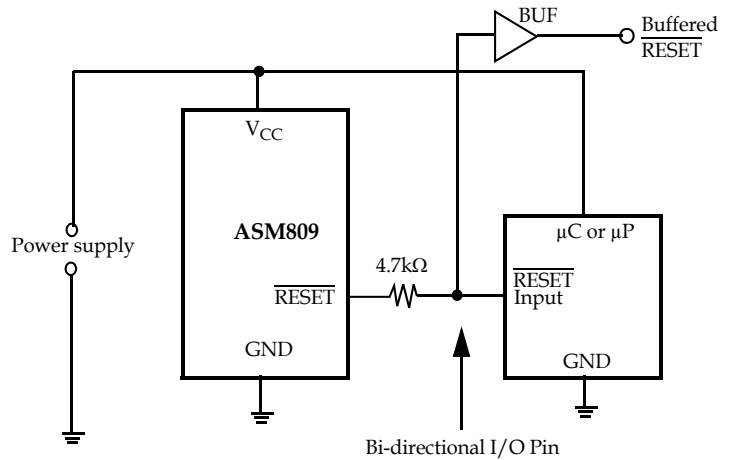 BUF
Buffered
RESET
VCC
Power supply
ASM809
µC or µP
4.7kΩ
RESET
RESET
Input
GND
GND
Bi-directional I/O Pin